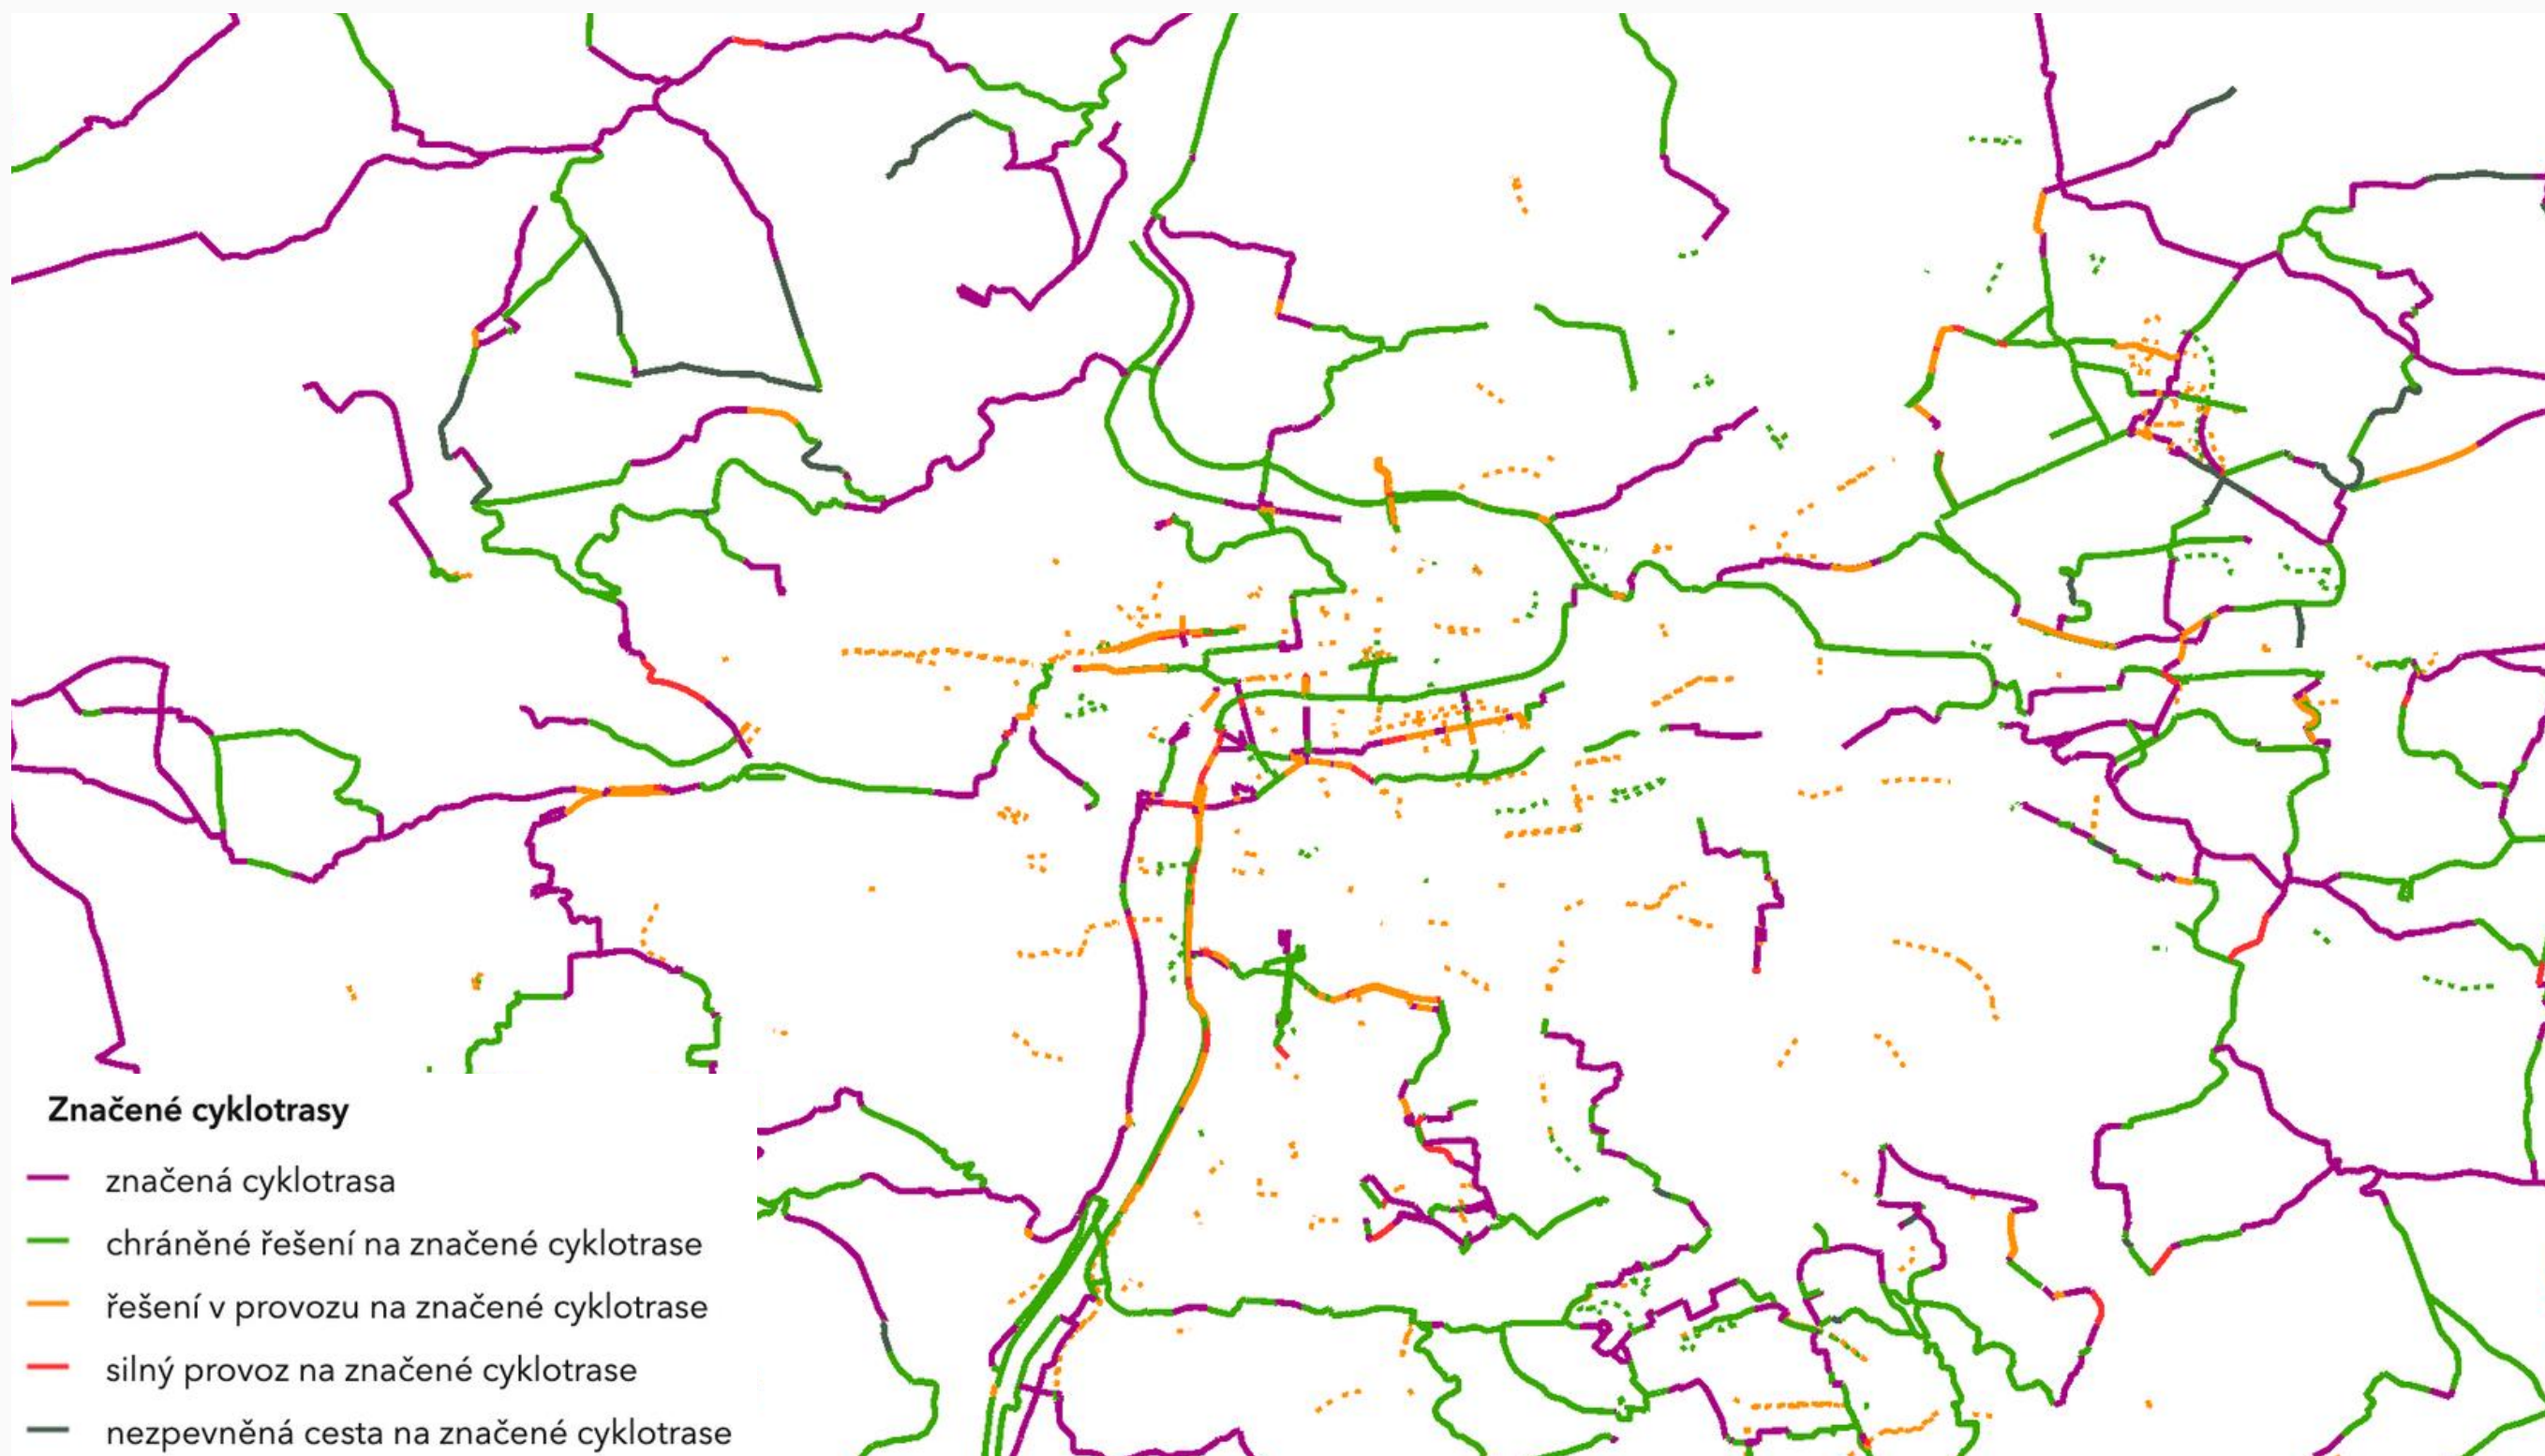 Značené cyklotrasy
značená cyklotrasa
chráněné řešení na značené cyklotrase
řešení v provozu na značené cyklotrase
silný provoz na značené cyklotrase
nezpevněná cesta na značené cyklotrase